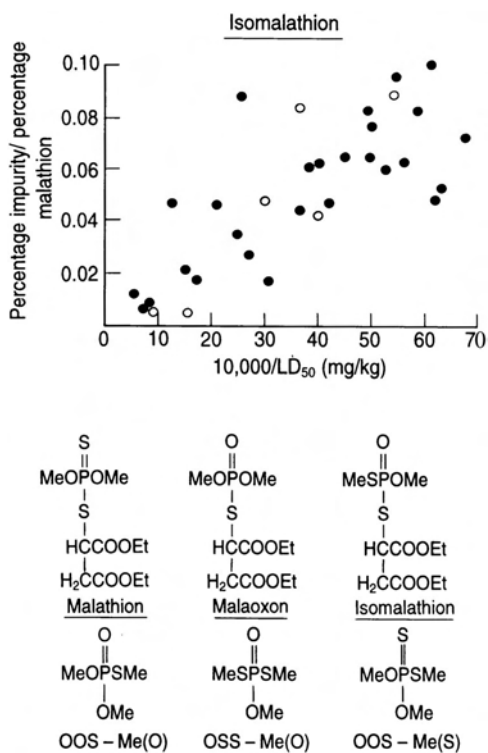 Isomalathion
Percentage impurity/ percentage
malathion
0.10
0.08
0.06
0.04
0.02
0 10 20 30 40 50 60 70
10,000/LD50 (mg/kg)
S
MeOPOMe
S
HCCOOEt
H2CCOOEt
Malathion
O
MeOPOMe
S
HCCOOEt
H2CCOOEt
Malaoxon
O
MeSPOMe
S
HCCOOEt
H2CCOOEt
Isomalathion
O
MeOPSMe
OMe
OOS – Me(O)
O
MeSPSMe
OMe
OSS – Me(O)
S
MeOPSMe
OMe
OOS – Me(S)